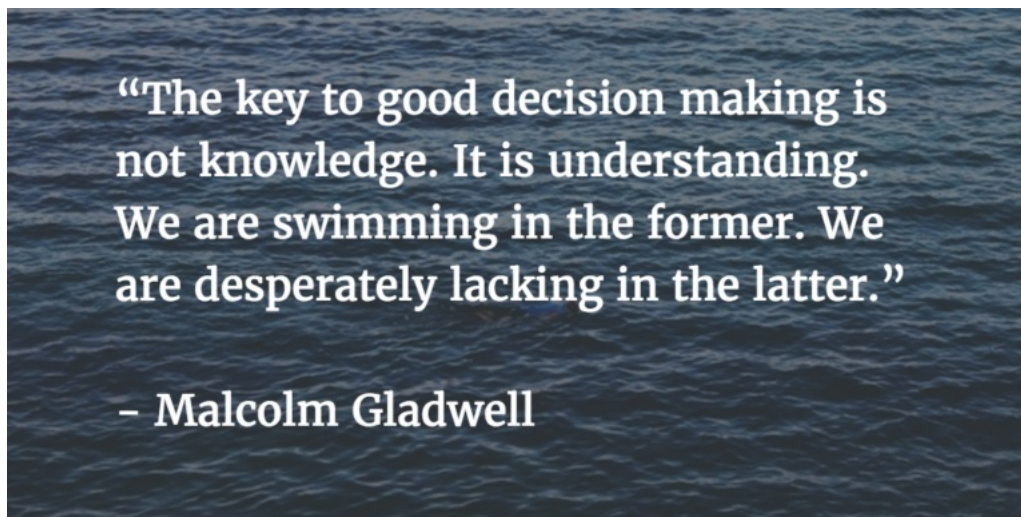 “The key to good decision making is
not knowledge. It is understanding.
We are swimming in the former. We
are desperately lacking in the latter.”
– Malcolm Gladwell